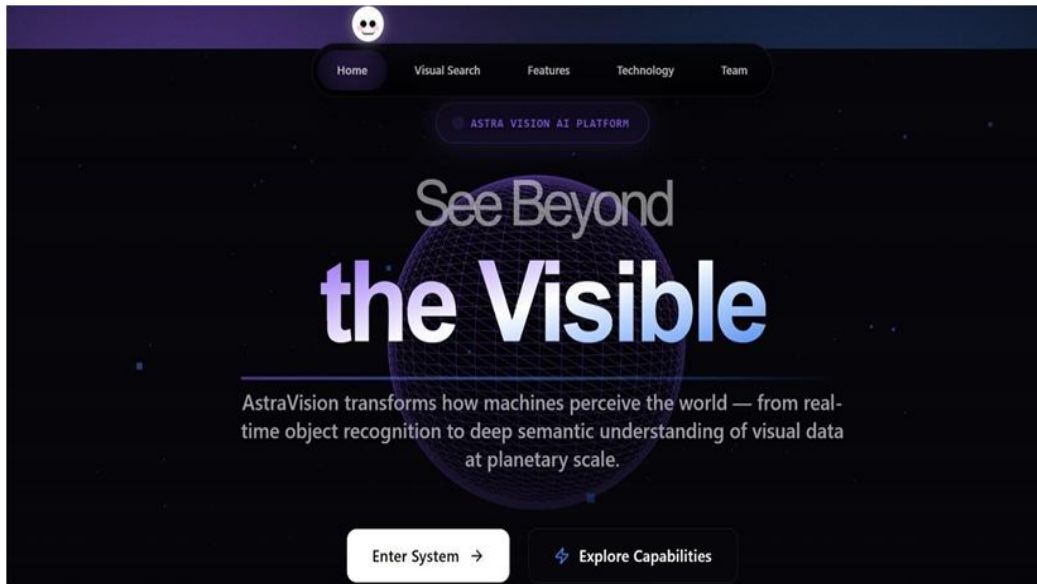 Home Visual Search Features Technology Team
ASTRA VISION AI PLATFORM
See Beyond
the Visible
AstraVision transforms how machines perceive the world — from real-
time object recognition to deep semantic understanding of visual data
at planetary scale.
Enter System → Explore Capabilities